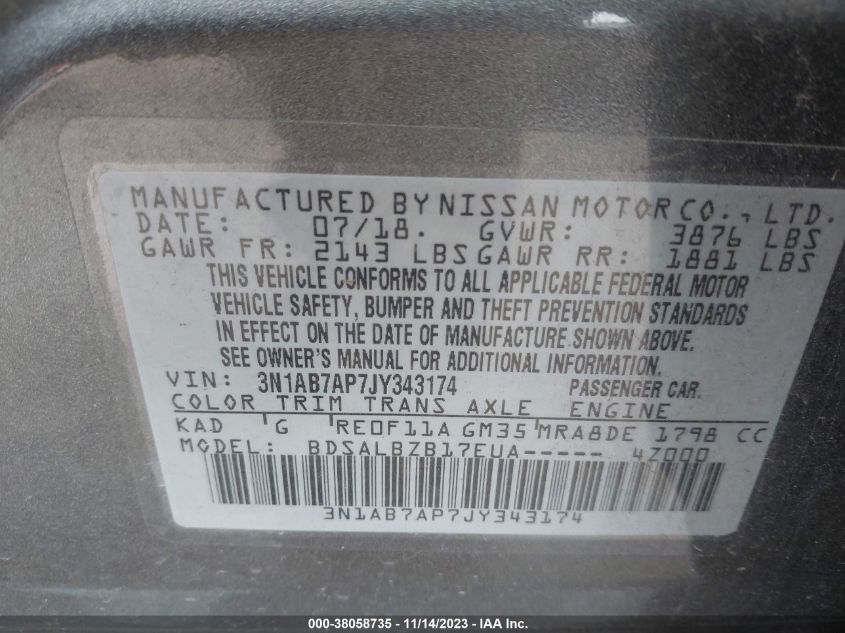 MANUFACTURED BY NISSAN MOTOR CO., LTD.
DATE: 07/18. GVWR: 3876 LBS
GAWR FR: 2143 LBS GAWR RR: 1881 LBS
THIS VEHICLE CONFORMS TO ALL APPLICABLE FEDERAL MOTOR
VEHICLE SAFETY, BUMPER AND THEFT PREVENTION STANDARDS
IN EFFECT ON THE DATE OF MANUFACTURE SHOWN ABOVE.
SEE OWNER'S MANUAL FOR ADDITIONAL INFORMATION.
VIN: 3N1AB7AP7JY343174 PASSENGER CAR.
COLOR TRIM TRANS AXLE ENGINE
KAD G RE0F11A GM35 MRA8DE 1798 CC
MODEL: BDSALBZB17EUA----- 4Z000
3N1AB7AP7JY343174
000-38058735 - 11/14/2023 - IAA Inc.